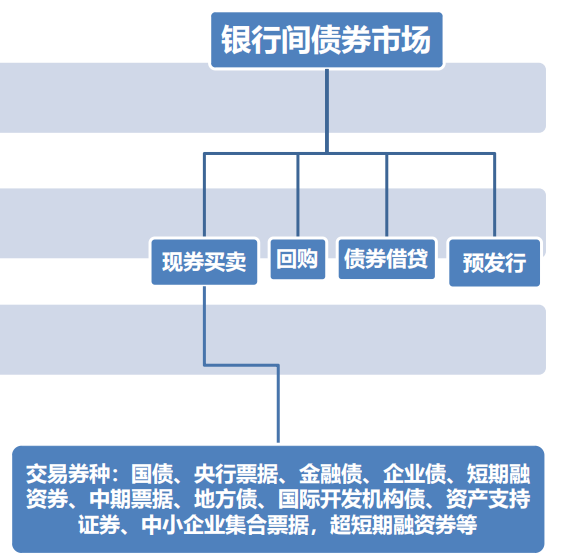 银行间债券市场
现券买卖
回购
债券借贷
预发行
交易券种：国债、央行票据、金融债、企业债、短期融
资券、中期票据、地方债、国际开发机构债、资产支持
证券、中小企业集合票据，超短期融资券等